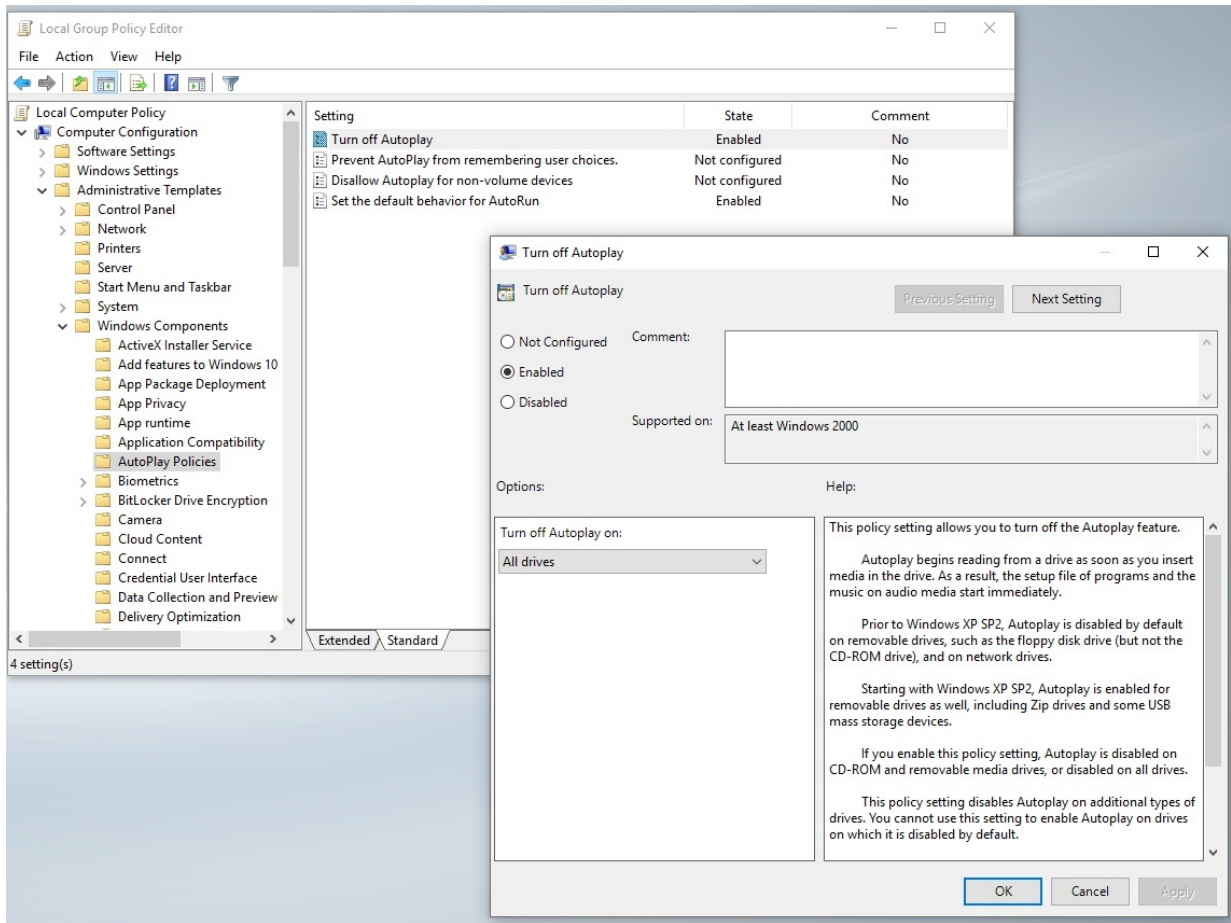 Local Group Policy Editor
File Action View Help
Local Computer Policy
Computer Configuration
Software Settings
Windows Settings
Administrative Templates
Control Panel
Network
Printers
Server
Start Menu and Taskbar
System
Windows Components
ActiveX Installer Service
Add features to Windows 10
App Package Deployment
App Privacy
App runtime
Application Compatibility
AutoPlay Policies
Biometrics
BitLocker Drive Encryption
Camera
Cloud Content
Connect
Credential User Interface
Data Collection and Preview
Delivery Optimization
Setting State Comment
Turn off Autoplay Enabled No
Prevent AutoPlay from remembering user choices. Not configured No
Disallow Autoplay for non-volume devices Not configured No
Set the default behavior for AutoRun Enabled No
Extended Standard
4 setting(s)
Turn off Autoplay
Turn off Autoplay
Previous Setting Next Setting
Not Configured
Enabled
Disabled
Comment:
Supported on: At least Windows 2000
Options:
Help:
Turn off Autoplay on:
All drives
This policy setting allows you to turn off the Autoplay feature.
Autoplay begins reading from a drive as soon as you insert
media in the drive. As a result, the setup file of programs and the
music on audio media start immediately.
Prior to Windows XP SP2, Autoplay is disabled by default
on removable drives, such as the floppy disk drive (but not the
CD-ROM drive), and on network drives.
Starting with Windows XP SP2, Autoplay is enabled for
removable drives as well, including Zip drives and some USB
mass storage devices.
If you enable this policy setting, Autoplay is disabled on
CD-ROM and removable media drives, or disabled on all drives.
This policy setting disables Autoplay on additional types of
drives. You cannot use this setting to enable Autoplay on drives
on which it is disabled by default.
OK Cancel Apply